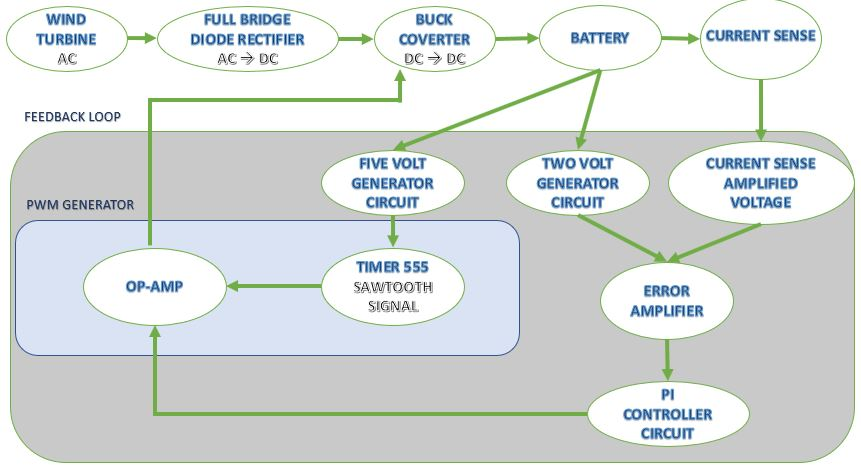 WIND
TURBINE
AC
FULL BRIDGE
DIODE RECTIFIER
AC → DC
BUCK
COVERTER
DC → DC
BATTERY
CURRENT SENSE
FEEDBACK LOOP
FIVE VOLT
GENERATOR
CIRCUIT
TWO VOLT
GENERATOR
CIRCUIT
CURRENT SENSE
AMPLIFIED
VOLTAGE
PWM GENERATOR
OP-AMP
TIMER 555
SAWTOOTH
SIGNAL
ERROR
AMPLIFIER
PI
CONTROLLER
CIRCUIT